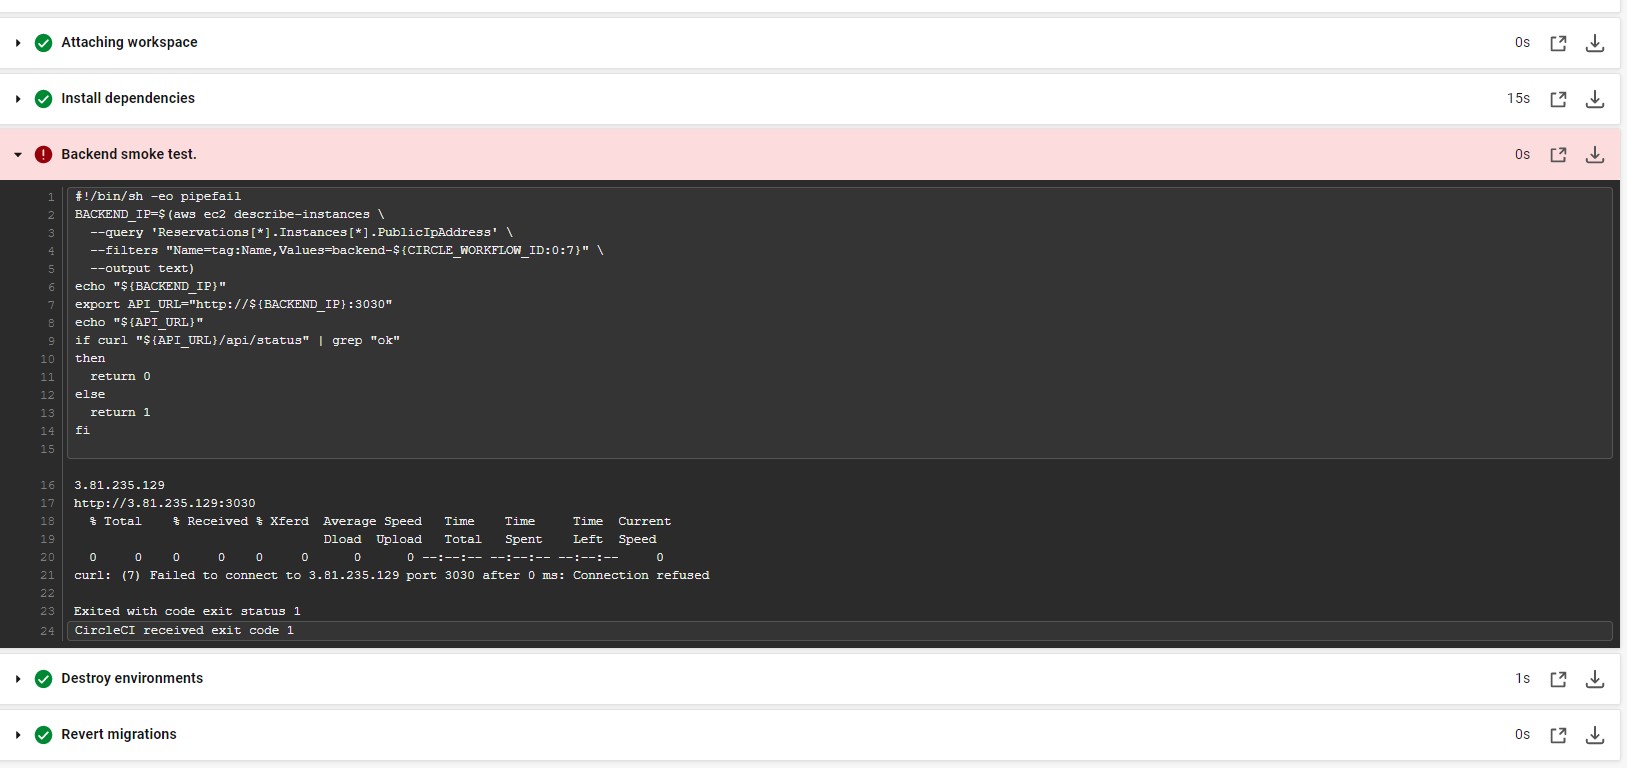 Attaching workspace 0s
Install dependencies 15s
Backend smoke test. 0s
1 #!/bin/sh -eo pipefail
2 BACKEND_IP=$(aws ec2 describe-instances \
3   --query 'Reservations[*].Instances[*].PublicIpAddress' \
4   --filters "Name=tag:Name,Values=backend-${CIRCLE_WORKFLOW_ID:0:7}" \
5   --output text)
6 echo "${BACKEND_IP}"
7 export API_URL="http://${BACKEND_IP}:3030"
8 echo "${API_URL}"
9 if curl "${API_URL}/api/status" | grep "ok"
10 then
11   return 0
12 else
13   return 1
14 fi
15
16 3.81.235.129
17 http://3.81.235.129:3030
18   % Total    % Received % Xferd  Average Speed   Time    Time     Time  Current
19                                  Dload  Upload   Total   Spent    Left  Speed
20   0     0    0     0    0     0      0      0 --:--:-- --:--:-- --:--:--     0
21 curl: (7) Failed to connect to 3.81.235.129 port 3030 after 0 ms: Connection refused
22
23 Exited with code exit status 1
24 CircleCI received exit code 1
Destroy environments 1s
Revert migrations 0s